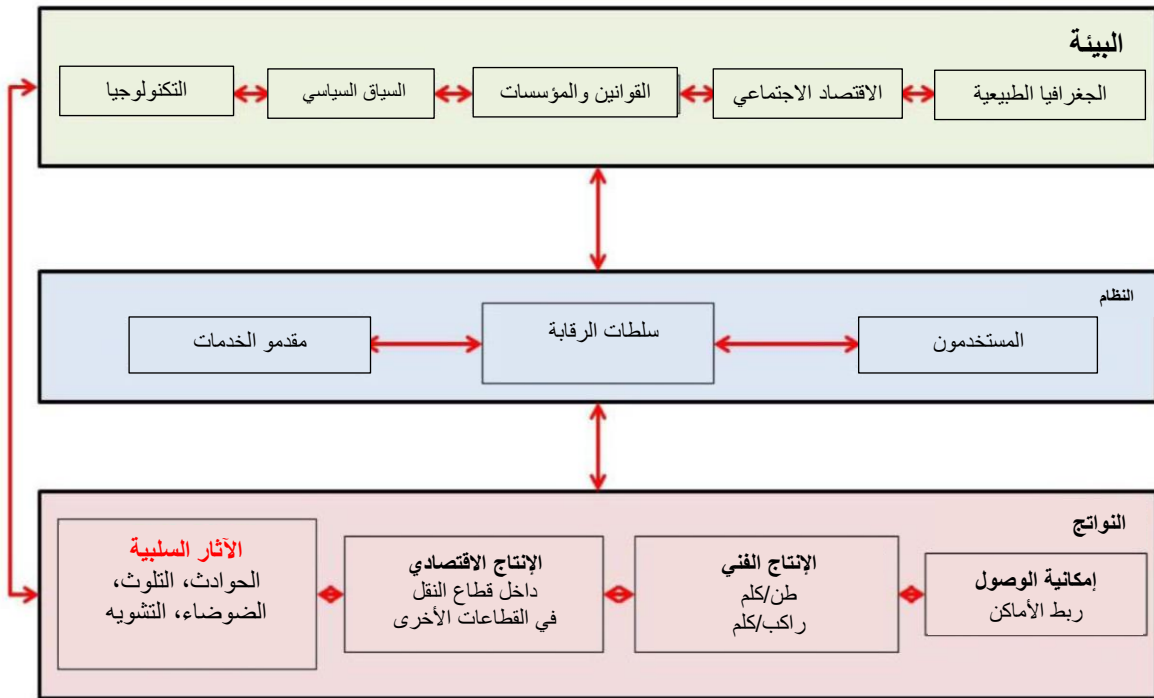 البيئة
الجغرافيا الطبيعية
الاقتصاد الاجتماعي
القوانين والمؤسسات
السياق السياسي
التكنولوجيا
النظام
المستخدمون
سلطات الرقابة
مقدمو الخدمات
النواتج
إمكانية الوصول
ربط الأماكن
الإنتاج الفني
طن/كلم
راكب/كلم
الإنتاج الاقتصادي
داخل قطاع النقل
في القطاعات الأخرى
الآثار السلبية
الحوادث، التلوث،
الضوضاء، التشويه